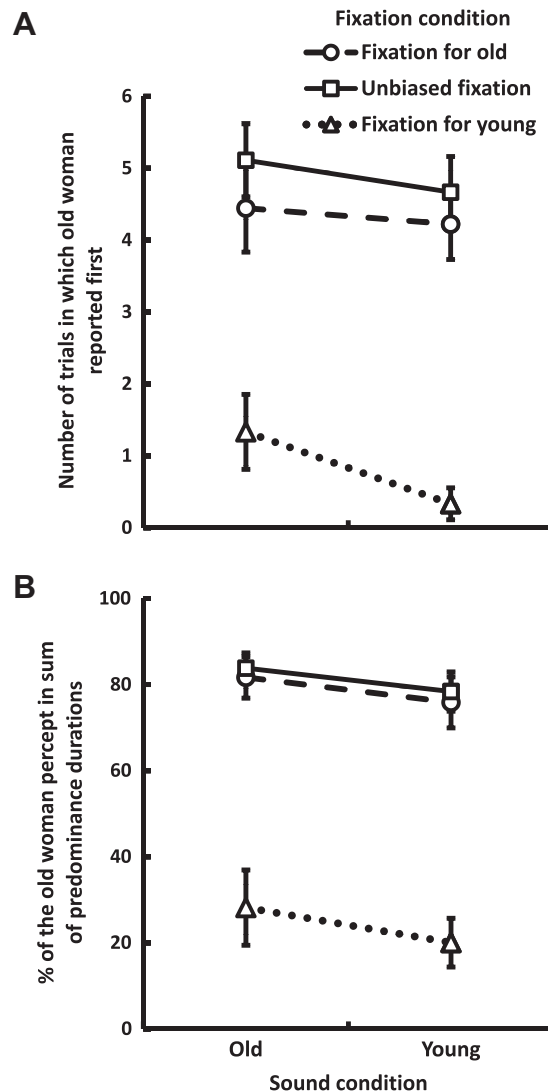 A
Fixation condition
Fixation for old
Unbiased fixation
Fixation for young
6
5
4
3
2
1
0
Number of trials in which old woman
reported first
B
100
80
60
40
20
0
% of the old woman percept in sum
of predominance durations
Old Young
Sound condition